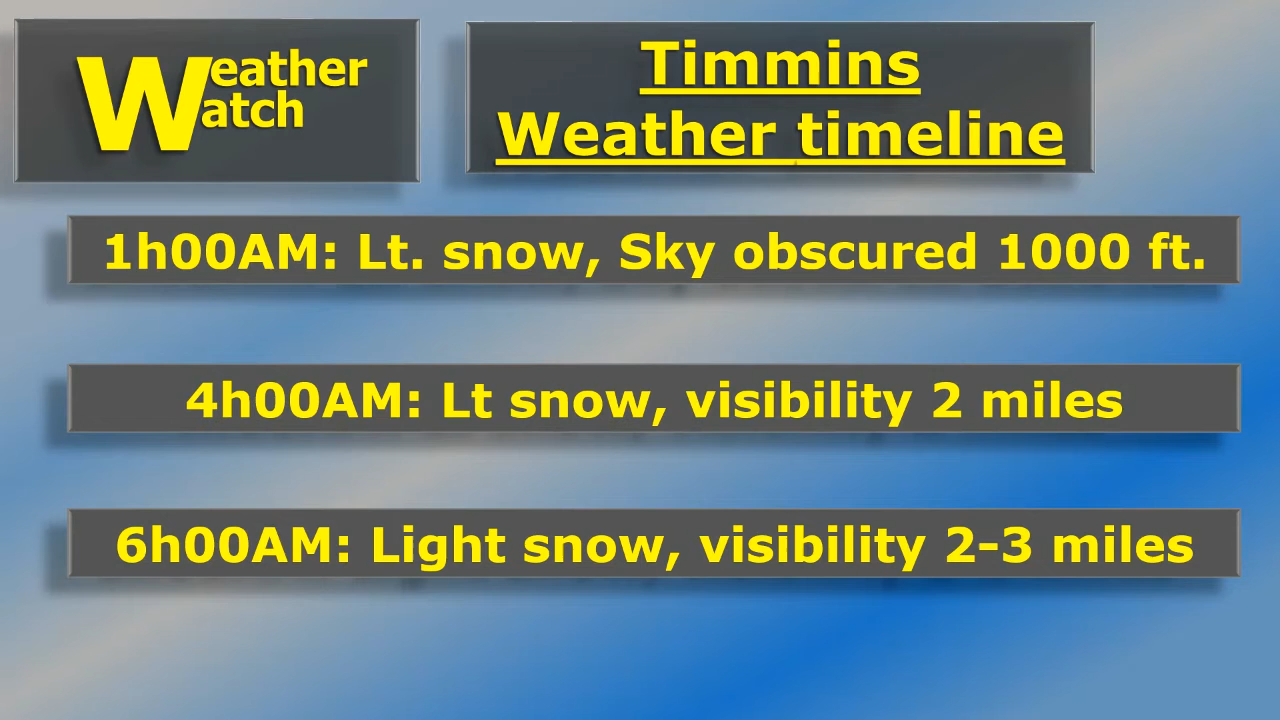 Weather
Watch
Timmins
Weather timeline
1h00AM: Lt. snow, Sky obscured 1000 ft.
4h00AM: Lt snow, visibility 2 miles
6h00AM: Light snow, visibility 2-3 miles